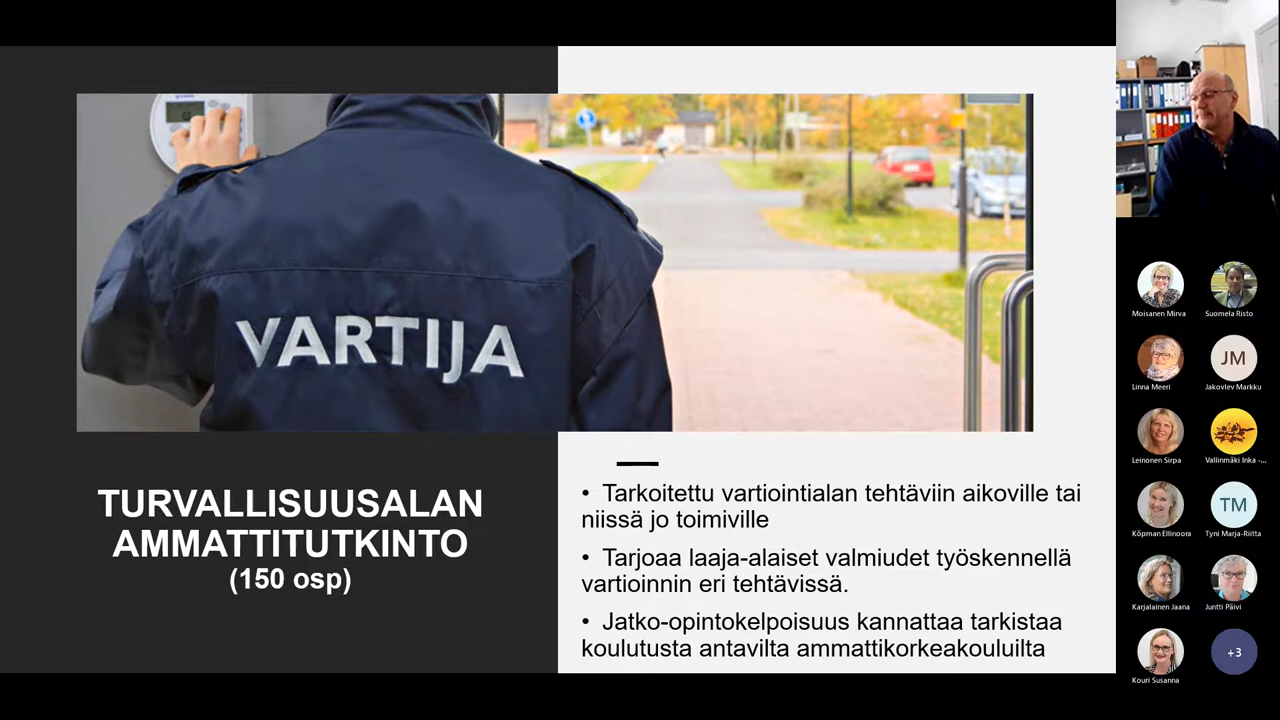 VARTIJA
TURVALLISUUSALAN
AMMATTITUTKINTO
(150 osp)
• Tarkoitettu vartiointialan tehtäviin aikoville tai
niissä jo toimiville
• Tarjoaa laaja-alaiset valmiudet työskennellä
vartioinnin eri tehtävissä.
• Jatko-opintokelpoisuus kannattaa tarkistaa
koulutusta antavilta ammattikorkeakouluilta
Moisanen Mirva
Suomela Risto
Linna Meeri
JM
Jakovlev Markku
Leinonen Sirpa
Vallinmäki Inka -...
Köpman Ellinoora
TM
Tyni Marja-Riitta
Karjalainen Jaana
Juntti Päivi
Kouri Susanna
+3